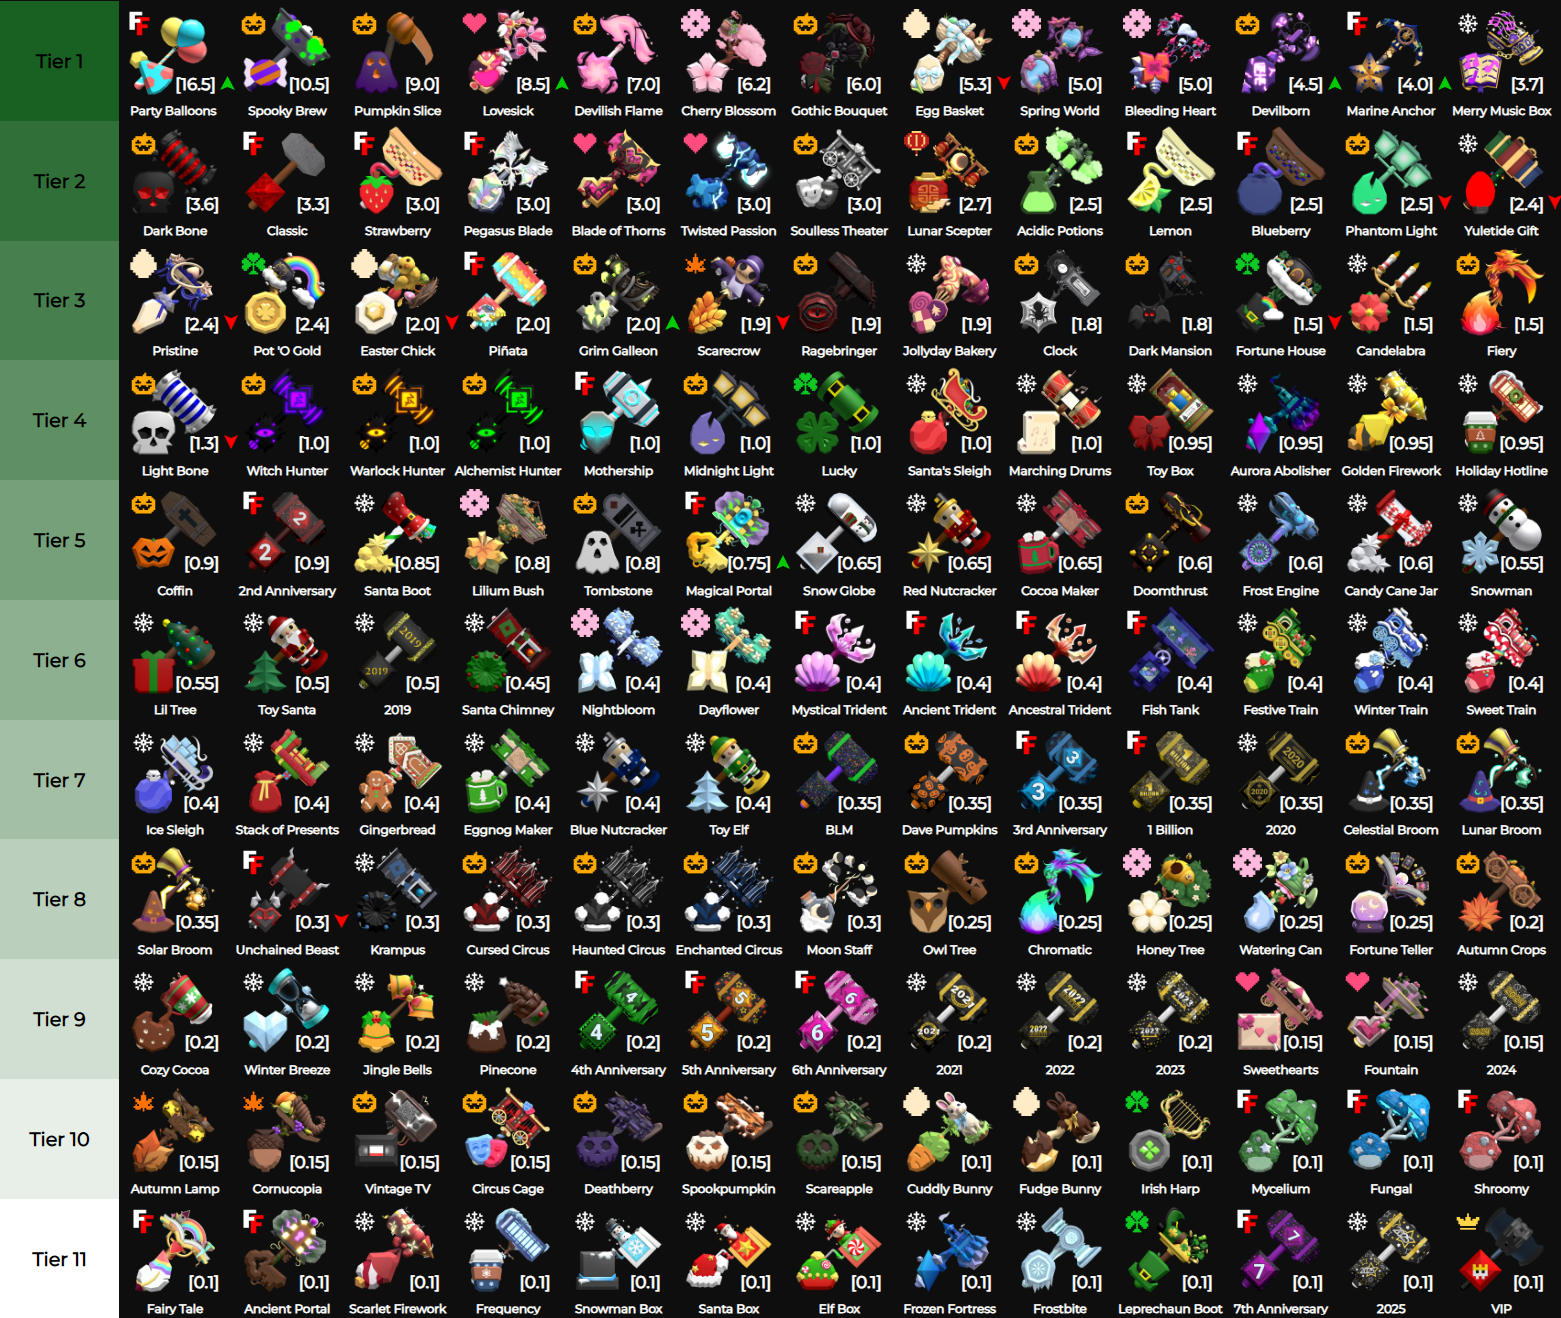 Tier 1
[16.5] [10.5] [9.0] [8.5] [7.0] [6.2] [6.0] [5.3] [5.0] [5.0] [4.5] [4.0] [3.7]
Party Balloons Spooky Brew Pumpkin Slice Lovesick Devilish Flame Cherry Blossom Gothic Bouquet Egg Basket Spring World Bleeding Heart Devilborn Marine Anchor Merry Music Box
Tier 2
[3.6] [3.3] [3.0] [3.0] [3.0] [3.0] [3.0] [2.7] [2.5] [2.5] [2.5] [2.5] [2.4]
Dark Bone Classic Strawberry Pegasus Blade Blade of Thorns Twisted Passion Soulless Theater Lunar Scepter Acidic Potions Lemon Blueberry Phantom Light Yuletide Gift
Tier 3
[2.4] [2.4] [2.0] [2.0] [2.0] [1.9] [1.9] [1.9] [1.8] [1.8] [1.5] [1.5] [1.5]
Pristine Pot 'O Gold Easter Chick Piñata Grim Galleon Scarecrow Ragebringer Jollyday Bakery Clock Dark Mansion Fortune House Candelabra Fiery
Tier 4
[1.3] [1.0] [1.0] [1.0] [1.0] [1.0] [1.0] [1.0] [1.0] [0.95] [0.95] [0.95] [0.95]
Light Bone Witch Hunter Warlock Hunter Alchemist Hunter Mothership Midnight Light Lucky Santa's Sleigh Marching Drums Toy Box Aurora Abolisher Golden Firework Holiday Hotline
Tier 5
2
2
[0.9] [0.9] [0.85] [0.8] [0.8] [0.75] [0.65] [0.65] [0.65] [0.6] [0.6] [0.6] [0.55]
Coffin 2nd Anniversary Santa Boot Lilium Bush Tombstone Magical Portal Snow Globe Red Nutcracker Cocoa Maker Doomthrust Frost Engine Candy Cane Jar Snowman
Tier 6
2019
2019
[0.55] [0.5] [0.5] [0.45] [0.4] [0.4] [0.4] [0.4] [0.4] [0.4] [0.4] [0.4] [0.4]
Lil Tree Toy Santa 2019 Santa Chimney Nightbloom Dayflower Mystical Trident Ancient Trident Ancestral Trident Fish Tank Festive Train Winter Train Sweet Train
Tier 7
3 2020
3 2020
[0.4] [0.4] [0.4] [0.4] [0.4] [0.4] [0.35] [0.35] [0.35] [0.35] [0.35] [0.35] [0.35]
Ice Sleigh Stack of Presents Gingerbread Eggnog Maker Blue Nutcracker Toy Elf BLM Dave Pumpkins 3rd Anniversary 1 Billion 2020 Celestial Broom Lunar Broom
Tier 8
[0.35] [0.3] [0.3] [0.3] [0.3] [0.3] [0.3] [0.25] [0.25] [0.25] [0.25] [0.25] [0.2]
Solar Broom Unchained Beast Krampus Cursed Circus Haunted Circus Enchanted Circus Moon Staff Owl Tree Chromatic Honey Tree Watering Can Fortune Teller Autumn Crops
Tier 9
4 5 6 2021 2022 2023
4 5 6 2021 2022 2023
[0.2] [0.2] [0.2] [0.2] [0.2] [0.2] [0.2] [0.2] [0.2] [0.2] [0.15] [0.15] [0.15]
Cozy Cocoa Winter Breeze Jingle Bells Pinecone 4th Anniversary 5th Anniversary 6th Anniversary 2021 2022 2023 Sweethearts Fountain 2024
Tier 10
[0.15] [0.15] [0.15] [0.15] [0.15] [0.15] [0.15] [0.1] [0.1] [0.1] [0.1] [0.1] [0.1]
Autumn Lamp Cornucopia Vintage TV Circus Cage Deathberry Spookpumpkin Scareapple Cuddly Bunny Fudge Bunny Irish Harp Mycelium Fungal Shroomy
Tier 11
7
7
[0.1] [0.1] [0.1] [0.1] [0.1] [0.1] [0.1] [0.1] [0.1] [0.1] [0.1] [0.1] [0.1]
Fairy Tale Ancient Portal Scarlet Firework Frequency Snowman Box Santa Box Elf Box Frozen Fortress Frostbite Leprechaun Boot 7th Anniversary 2025 VIP